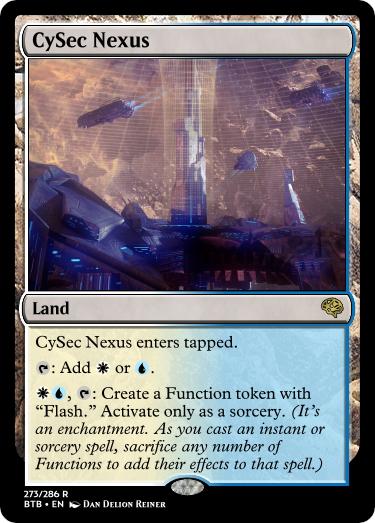 CySec Nexus
Land
CySec Nexus enters tapped.
: Add or .
, : Create a Function token with
“Flash.” Activate only as a sorcery. (It’s
an enchantment. As you cast an instant or
sorcery spell, sacrifice any number of
Functions to add their effects to that spell.)
273/286 R
BTB • EN Dan Delion Reiner